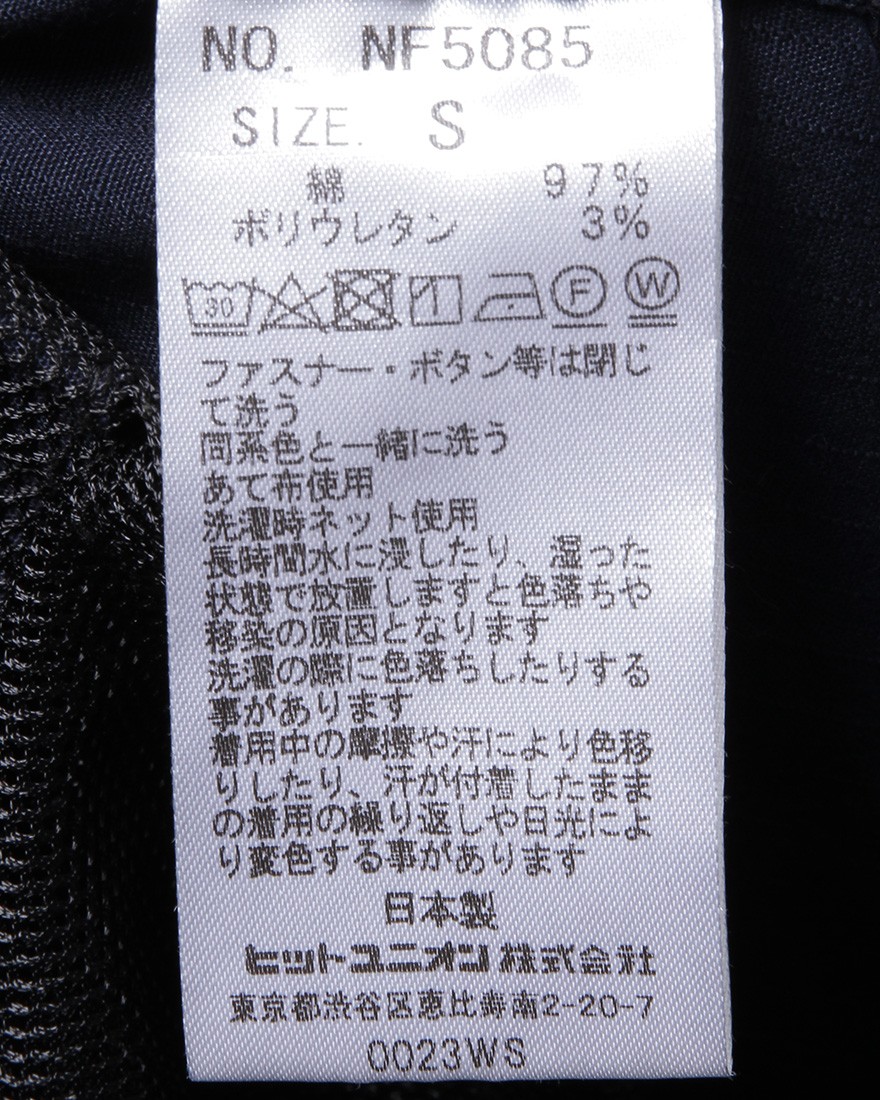 NO. NF5085
SIZE. S
綿 97%
ポリウレタン 3%
30 F W
ファスナー・ボタン等は閉じ
て洗う
同系色と一緒に洗う
あて布使用
洗濯時ネット使用
長時間水に浸したり、湿った
状態で放置しますと色落ちや
移染の原因となります
洗濯の際に色落ちしたりする
事があります
着用中の摩擦や汗により色移
りしたり、汗が付着したまま
の着用の繰り返しや日光によ
り変色する事があります
日本製
ヒットユニオン株式会社
東京都渋谷区恵比寿南2-20-7
0023WS